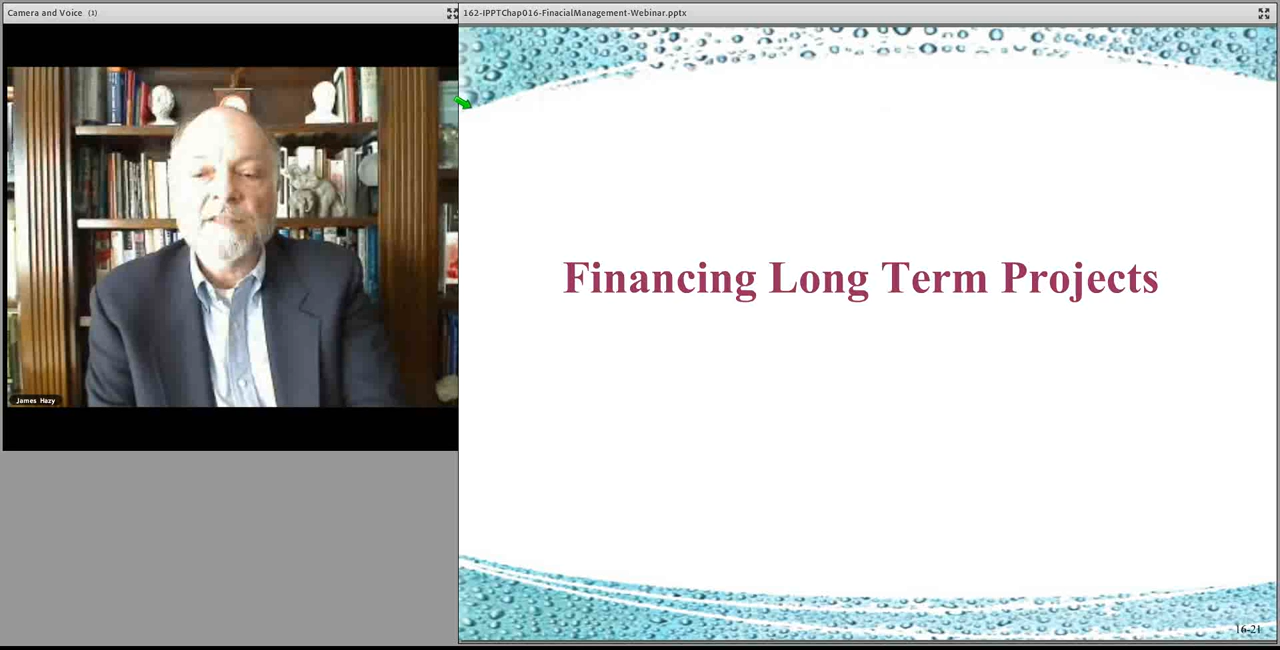 Camera and Voice (1)
162-IPPTChap016-FinacialManagement-Webinar.pptx
Financing Long Term Projects
James Hazy
16-21